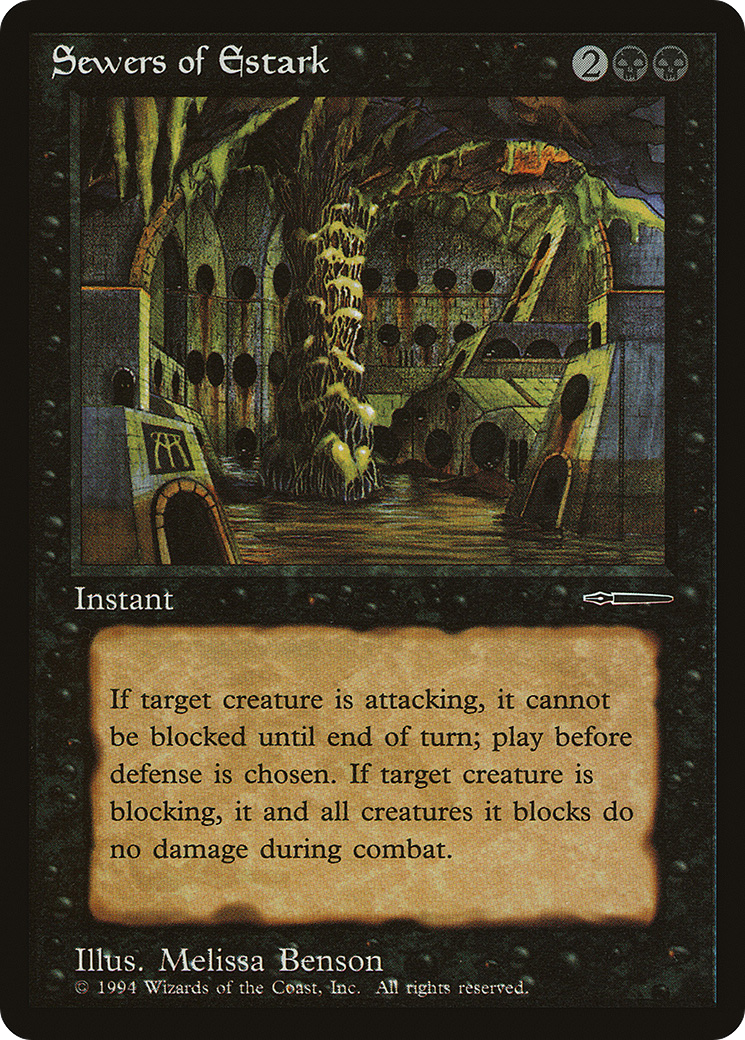 Sewers of Estark
2
Instant
If target creature is attacking, it cannot
be blocked until end of turn; play before
defense is chosen. If target creature is
blocking, it and all creatures it blocks do
no damage during combat.
Illus. Melissa Benson
© 1994 Wizards of the Coast, Inc. All rights reserved.